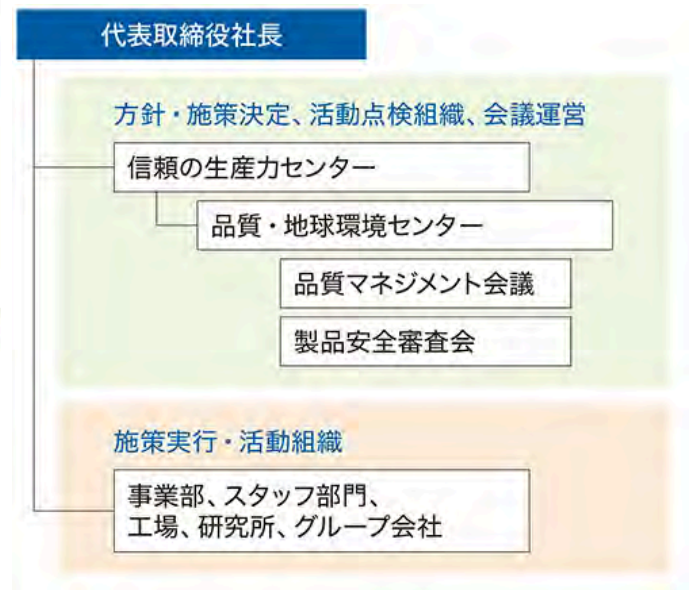 代表取締役社長
方針・施策決定、活動点検組織、会議運営
信頼の生産力センター
品質・地球環境センター
品質マネジメント会議
製品安全審査会
施策実行・活動組織
事業部、スタッフ部門、
工場、研究所、グループ会社